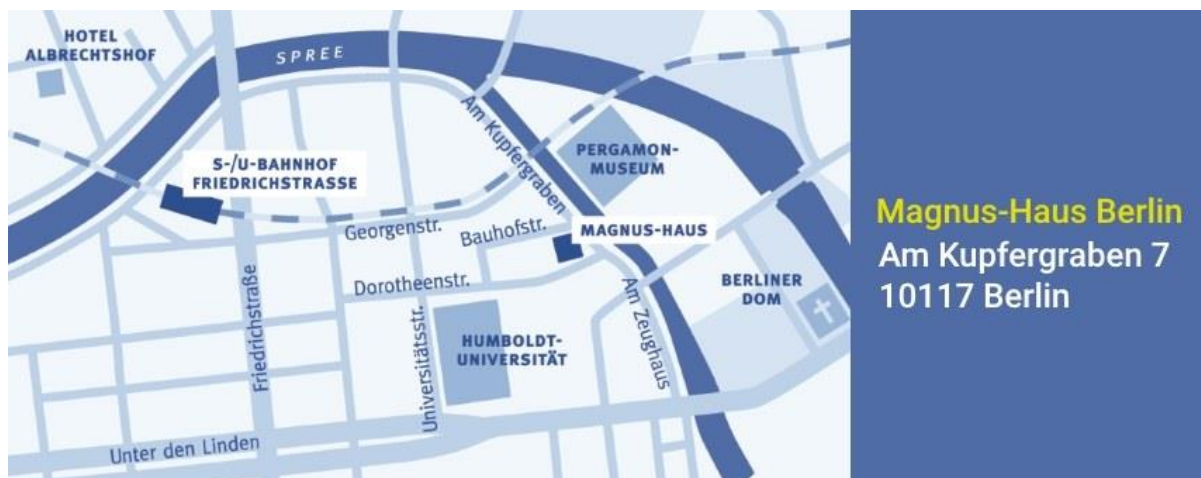 HOTEL
ALBRECHTSHOF
SPREE
Am Kupfergraben
PERGAMON-
MUSEUM
S-/U-BAHNHOF
FRIEDRICHSTRASSE
Georgenstr.
Bauhofstr.
MAGNUS-HAUS
Dorotheenstr.
BERLINER
DOM
Friedrichstraße
Universitätsstr.
HUMBOLDT-
UNIVERSITÄT
Am Zeughaus
Unter den Linden
Magnus-Haus Berlin
Am Kupfergraben 7
10117 Berlin